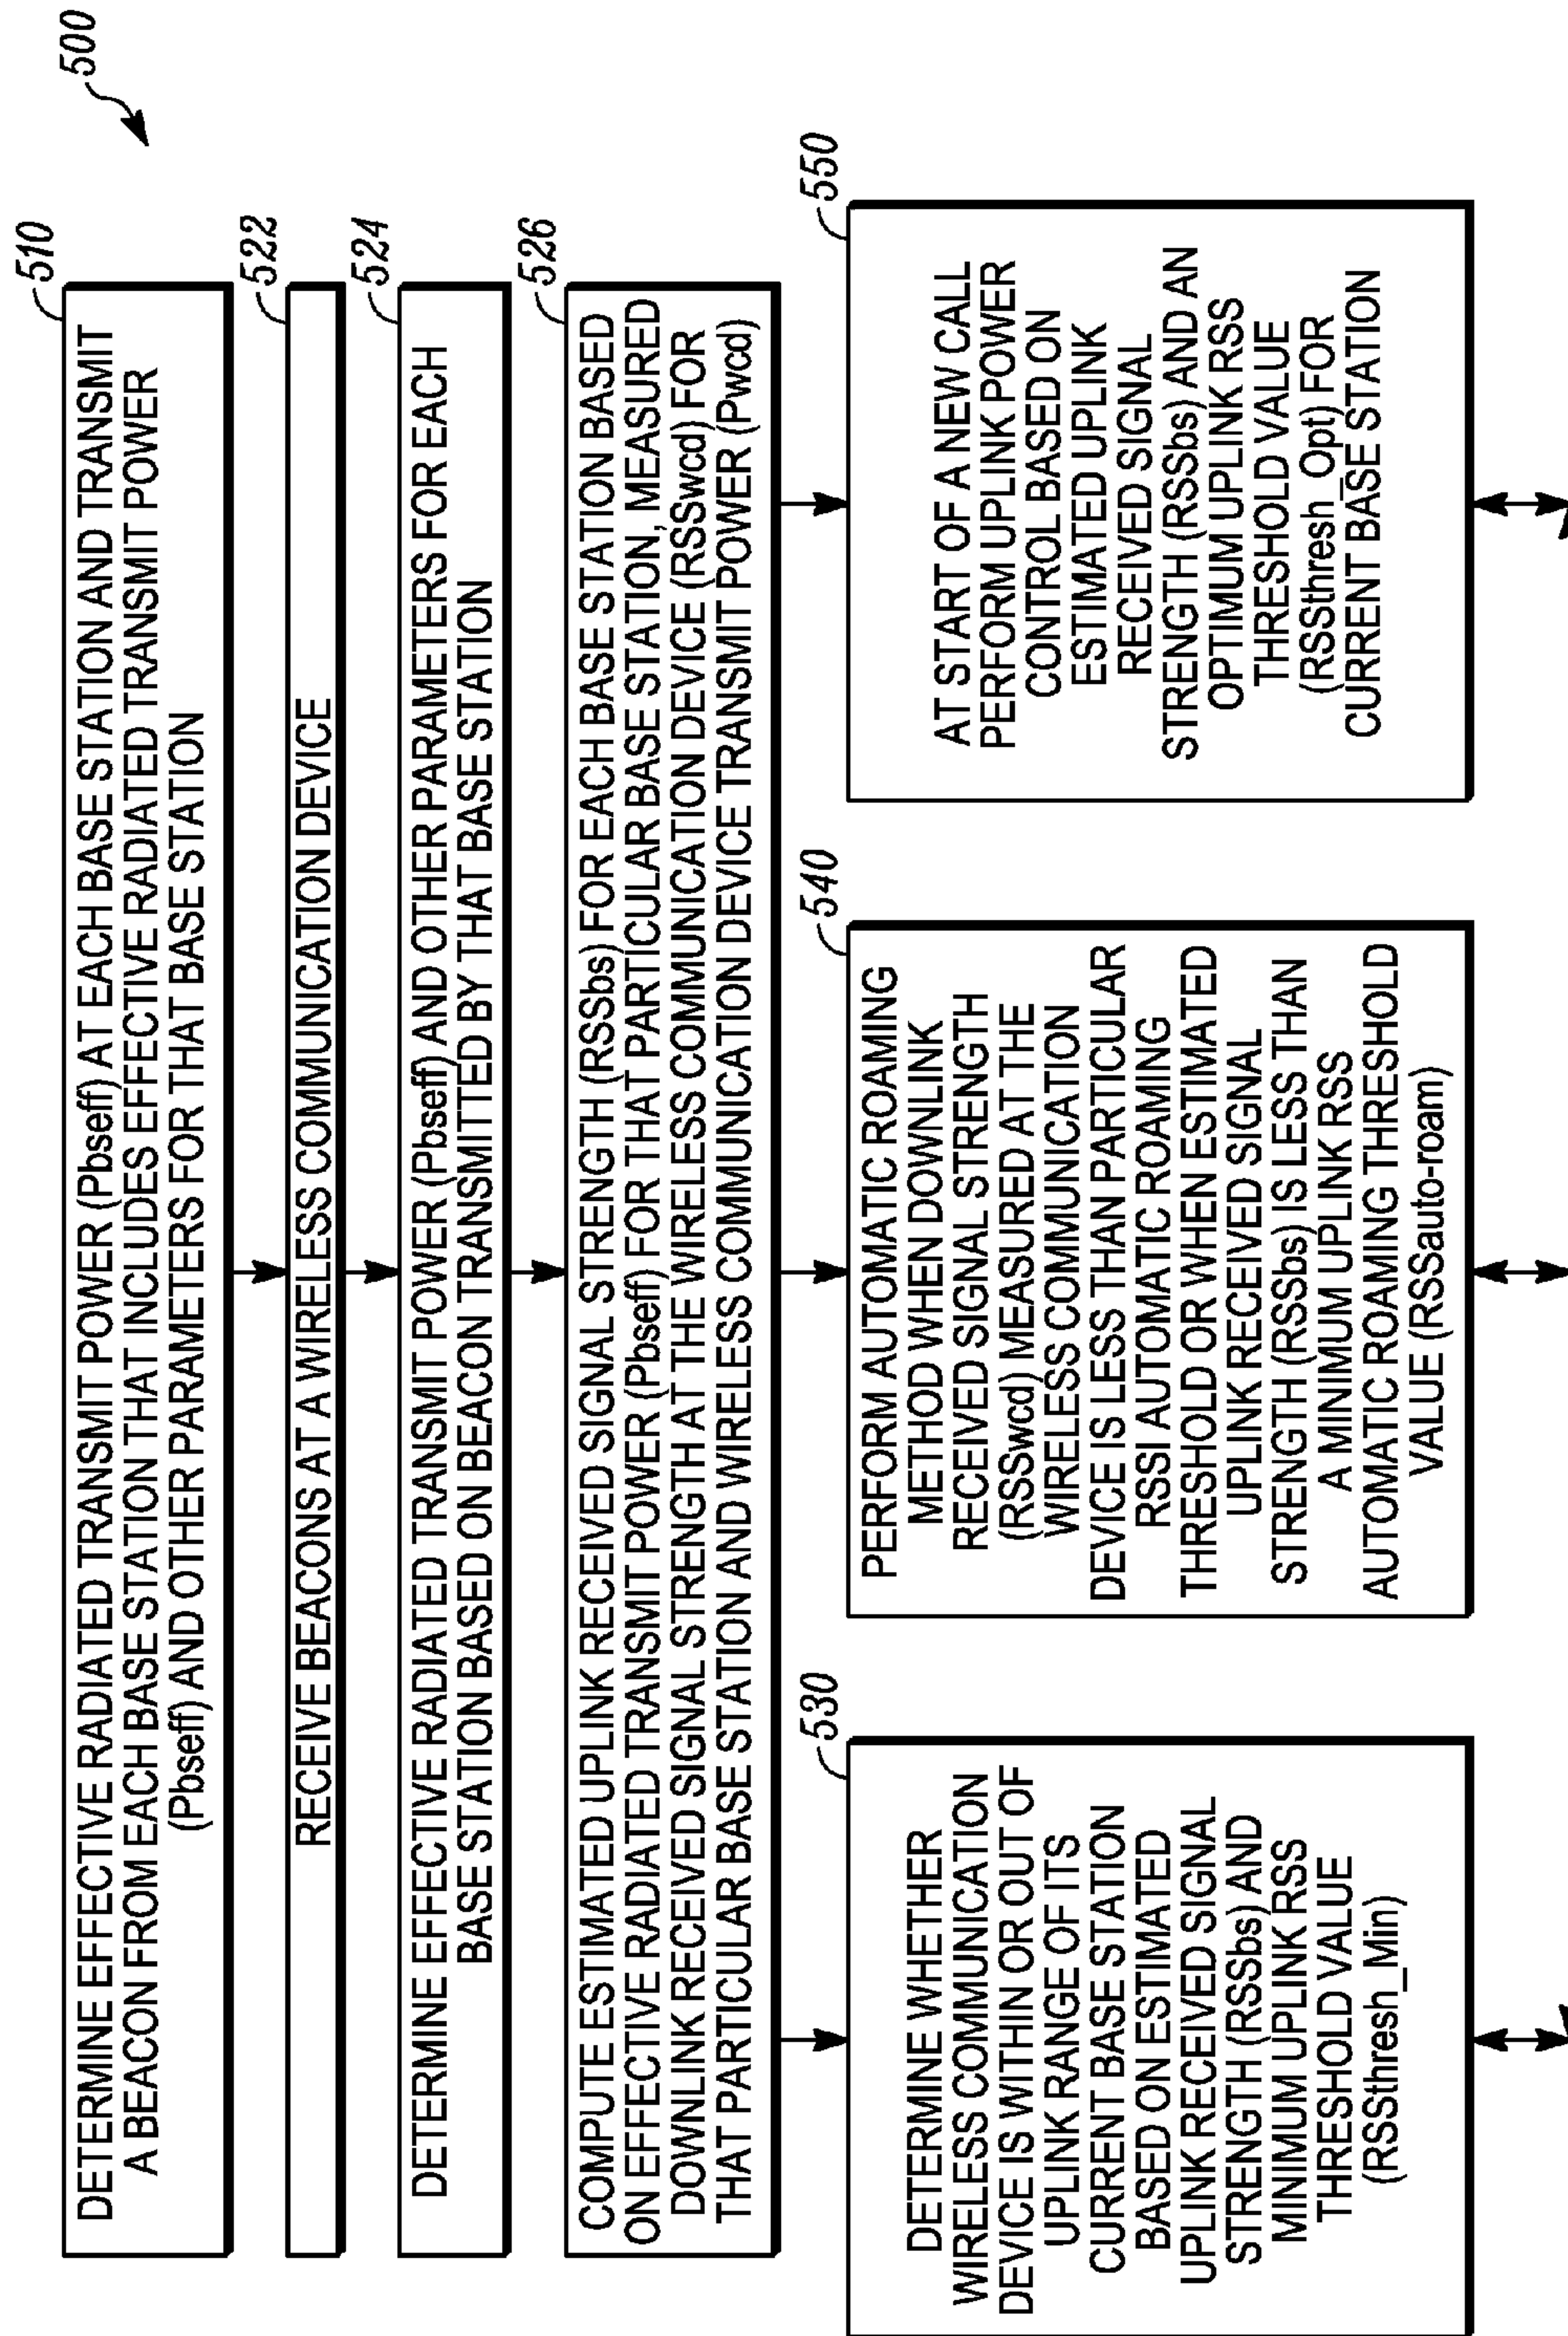 500
510
DETERMINE EFFECTIVE RADIATED TRANSMIT POWER (Pbseff) AT EACH BASE STATION AND TRANSMIT
A BEACON FROM EACH BASE STATION THAT INCLUDES EFFECTIVE RADIATED TRANSMIT POWER
(Pbseff) AND OTHER PARAMETERS FOR THAT BASE STATION
522
RECEIVE BEACONS AT A WIRELESS COMMUNICATION DEVICE
524
DETERMINE EFFECTIVE RADIATED TRANSMIT POWER (Pbseff) AND OTHER PARAMETERS FOR EACH
BASE STATION BASED ON BEACON TRANSMITTED BY THAT BASE STATION
526
COMPUTE ESTIMATED UPLINK RECEIVED SIGNAL STRENGTH (RSSbs) FOR EACH BASE STATION BASED
ON EFFECTIVE RADIATED TRANSMIT POWER (Pbseff) FOR THAT PARTICULAR BASE STATION, MEASURED
DOWNLINK RECEIVED SIGNAL STRENGTH AT THE WIRELESS COMMUNICATION DEVICE (RSSwcd) FOR
THAT PARTICULAR BASE STATION AND WIRELESS COMMUNICATION DEVICE TRANSMIT POWER (Pwcd)
530
DETERMINE WHETHER
WIRELESS COMMUNICATION
DEVICE IS WITHIN OR OUT OF
UPLINK RANGE OF ITS
CURRENT BASE STATION
BASED ON ESTIMATED
UPLINK RECEIVED SIGNAL
STRENGTH (RSSbs) AND
MINIMUM UPLINK RSS
THRESHOLD VALUE
(RSSthresh_Min)
540
PERFORM AUTOMATIC ROAMING
METHOD WHEN DOWNLINK
RECEIVED SIGNAL STRENGTH
(RSSwcd) MEASURED AT THE
WIRELESS COMMUNICATION
DEVICE IS LESS THAN PARTICULAR
RSSI AUTOMATIC ROAMING
THRESHOLD OR WHEN ESTIMATED
UPLINK RECEIVED SIGNAL
STRENGTH (RSSbs) IS LESS THAN
A MINIMUM UPLINK RSS
AUTOMATIC ROAMING THRESHOLD
VALUE (RSSauto-roam)
550
AT START OF A NEW CALL
PERFORM UPLINK POWER
CONTROL BASED ON
ESTIMATED UPLINK
RECEIVED SIGNAL
STRENGTH (RSSbs) AND AN
OPTIMUM UPLINK RSS
THRESHOLD VALUE
(RSSthresh_Opt) FOR
CURRENT BASE STATION